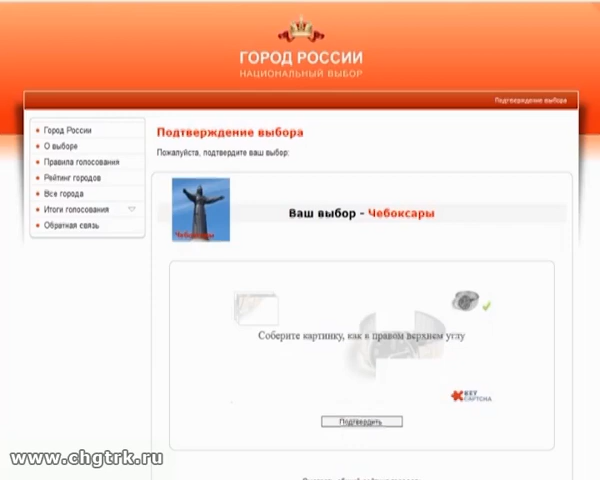 ГОРОД РОССИИ
НАЦИОНАЛЬНЫЙ ВЫБОР
Подтверждение выбора
Город России
О выборе
Правила голосования
Рейтинг городов
Все города
Итоги голосования
Обратная связь
Подтверждение выбора
Пожалуйста, подтвердите ваш выбор:
Чебоксары
Ваш выбор - Чебоксары
Соберите картинку, как в правом верхнем углу
KEY
CAPTCHA
Подтвердить
www.chgtrk.ru